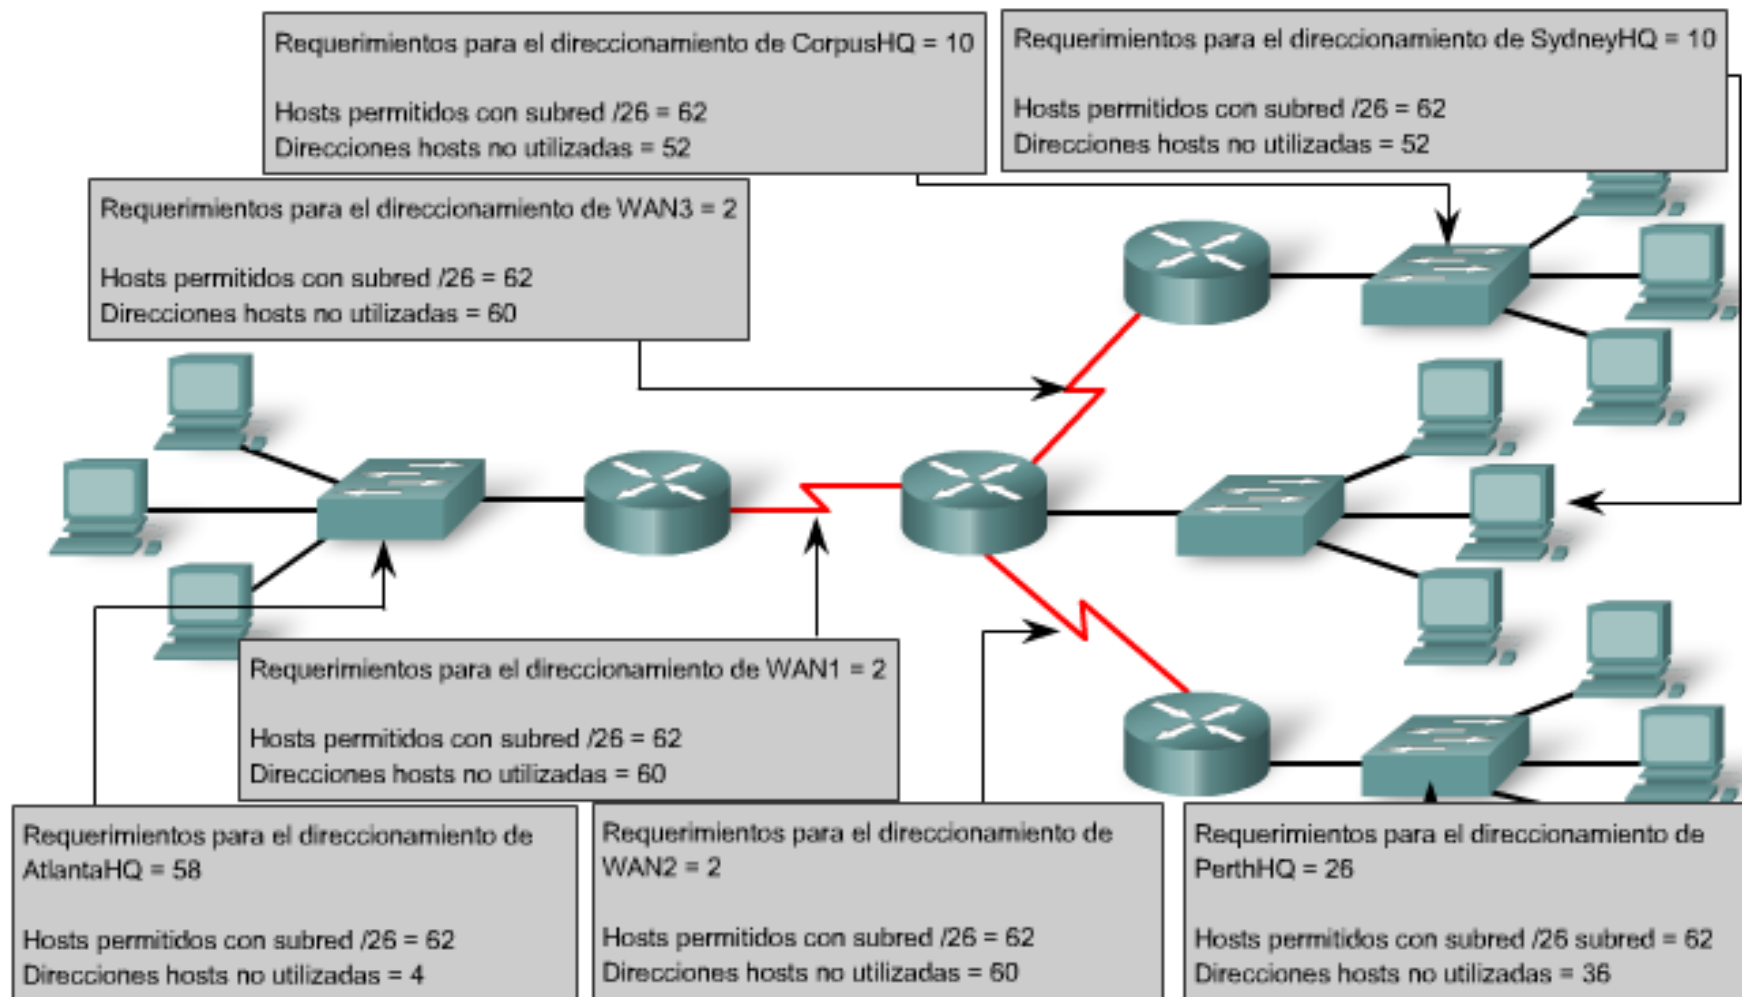 Requerimientos para el direccionamiento de CorpusHQ = 10
Hosts permitidos con subred /26 = 62
Direcciones hosts no utilizadas = 52
Requerimientos para el direccionamiento de SydneyHQ = 10
Hosts permitidos con subred /26 = 62
Direcciones hosts no utilizadas = 52
Requerimientos para el direccionamiento de WAN3 = 2
Hosts permitidos con subred /26 = 62
Direcciones hosts no utilizadas = 60
Requerimientos para el direccionamiento de WAN1 = 2
Hosts permitidos con subred /26 = 62
Direcciones hosts no utilizadas = 60
Requerimientos para el direccionamiento de
AtlantaHQ = 58
Hosts permitidos con subred /26 = 62
Direcciones hosts no utilizadas = 4
Requerimientos para el direccionamiento de
WAN2 = 2
Hosts permitidos con subred /26 = 62
Direcciones hosts no utilizadas = 60
Requerimientos para el direccionamiento de
PerthHQ = 26
Hosts permitidos con subred /26 subred = 62
Direcciones hosts no utilizadas = 36